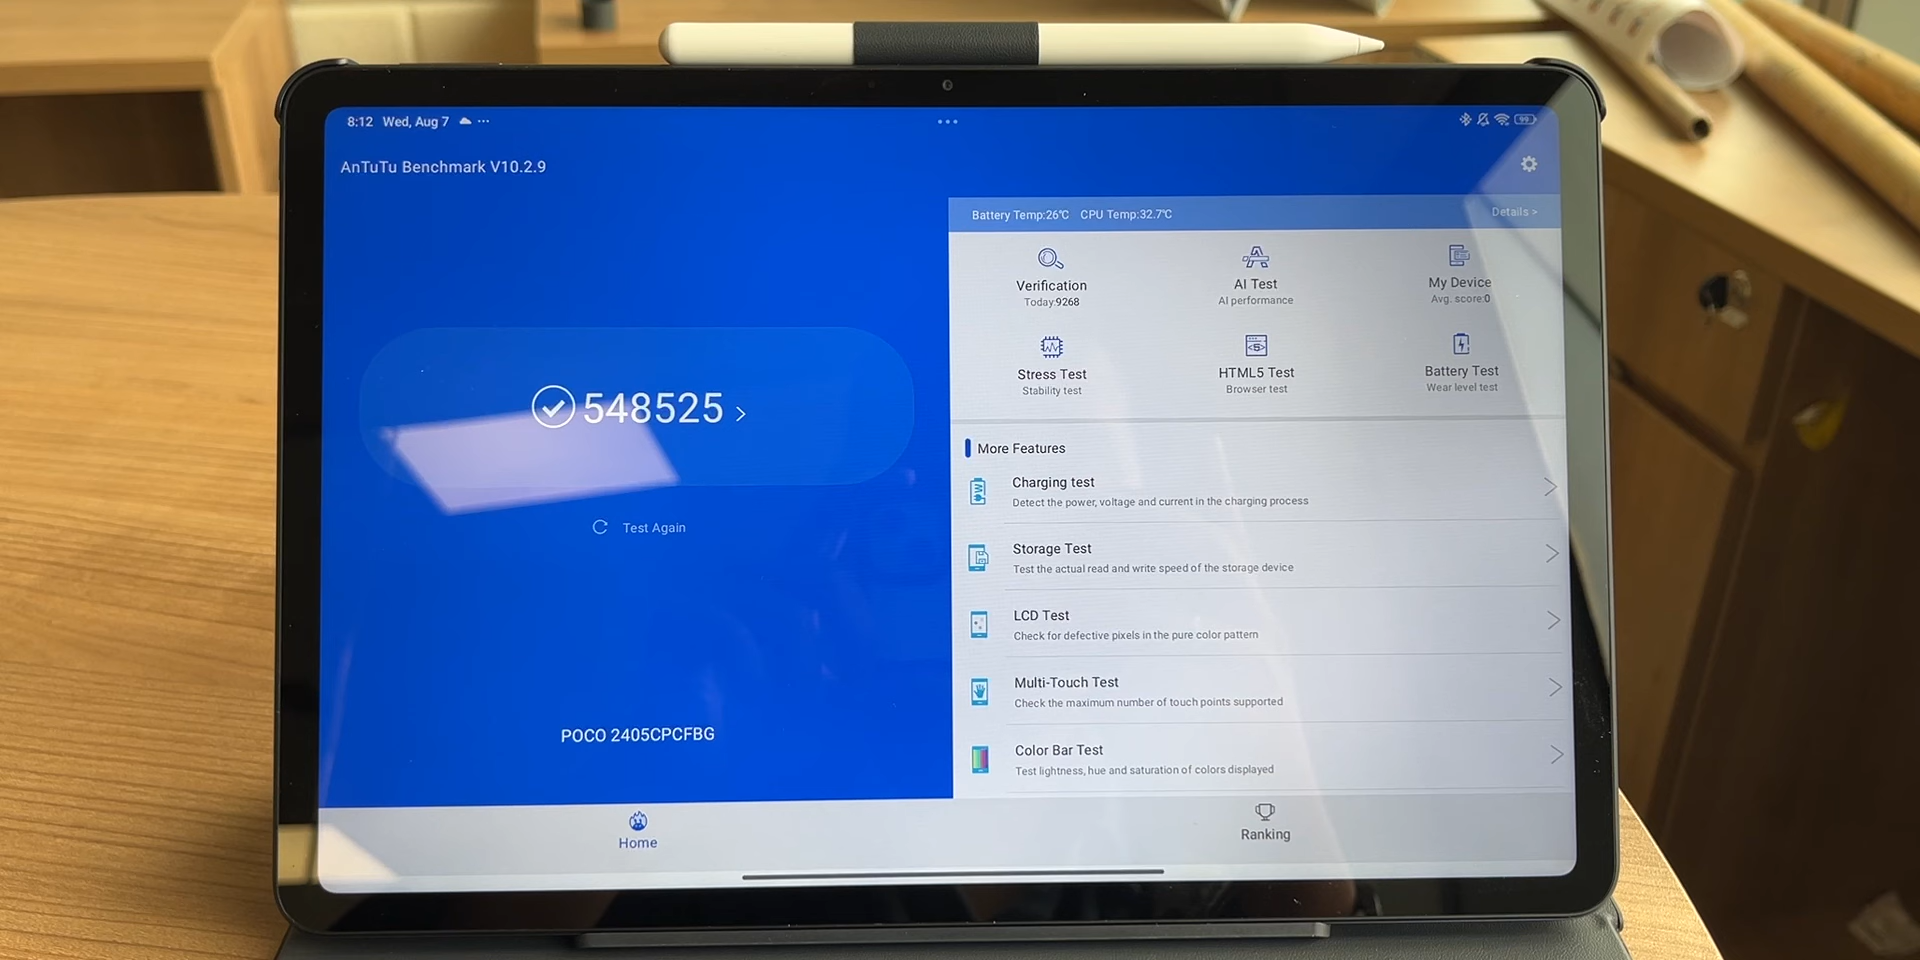 8:12 Wed, Aug 7
99
AnTuTu Benchmark V10.2.9
548525
Test Again
POCO 2405CPCFBG
Battery Temp:26℃ CPU Temp:32.7℃
Details >
Verification
Today:9268
AI Test
AI performance
My Device
Avg. score:0
Stress Test
Stability test
HTML5 Test
Browser test
Battery Test
Wear level test
More Features
Charging test
Detect the power, voltage and current in the charging process
Storage Test
Test the actual read and write speed of the storage device
LCD Test
Check for defective pixels in the pure color pattern
Multi-Touch Test
Check the maximum number of touch points supported
Color Bar Test
Test lightness, hue and saturation of colors displayed
Home
Ranking